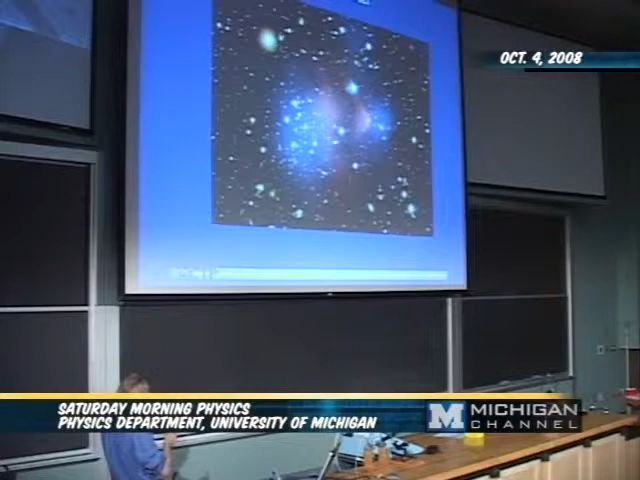 OCT. 4, 2008
SATURDAY MORNING PHYSICS
PHYSICS DEPARTMENT, UNIVERSITY OF MICHIGAN
M MICHIGAN
CHANNEL